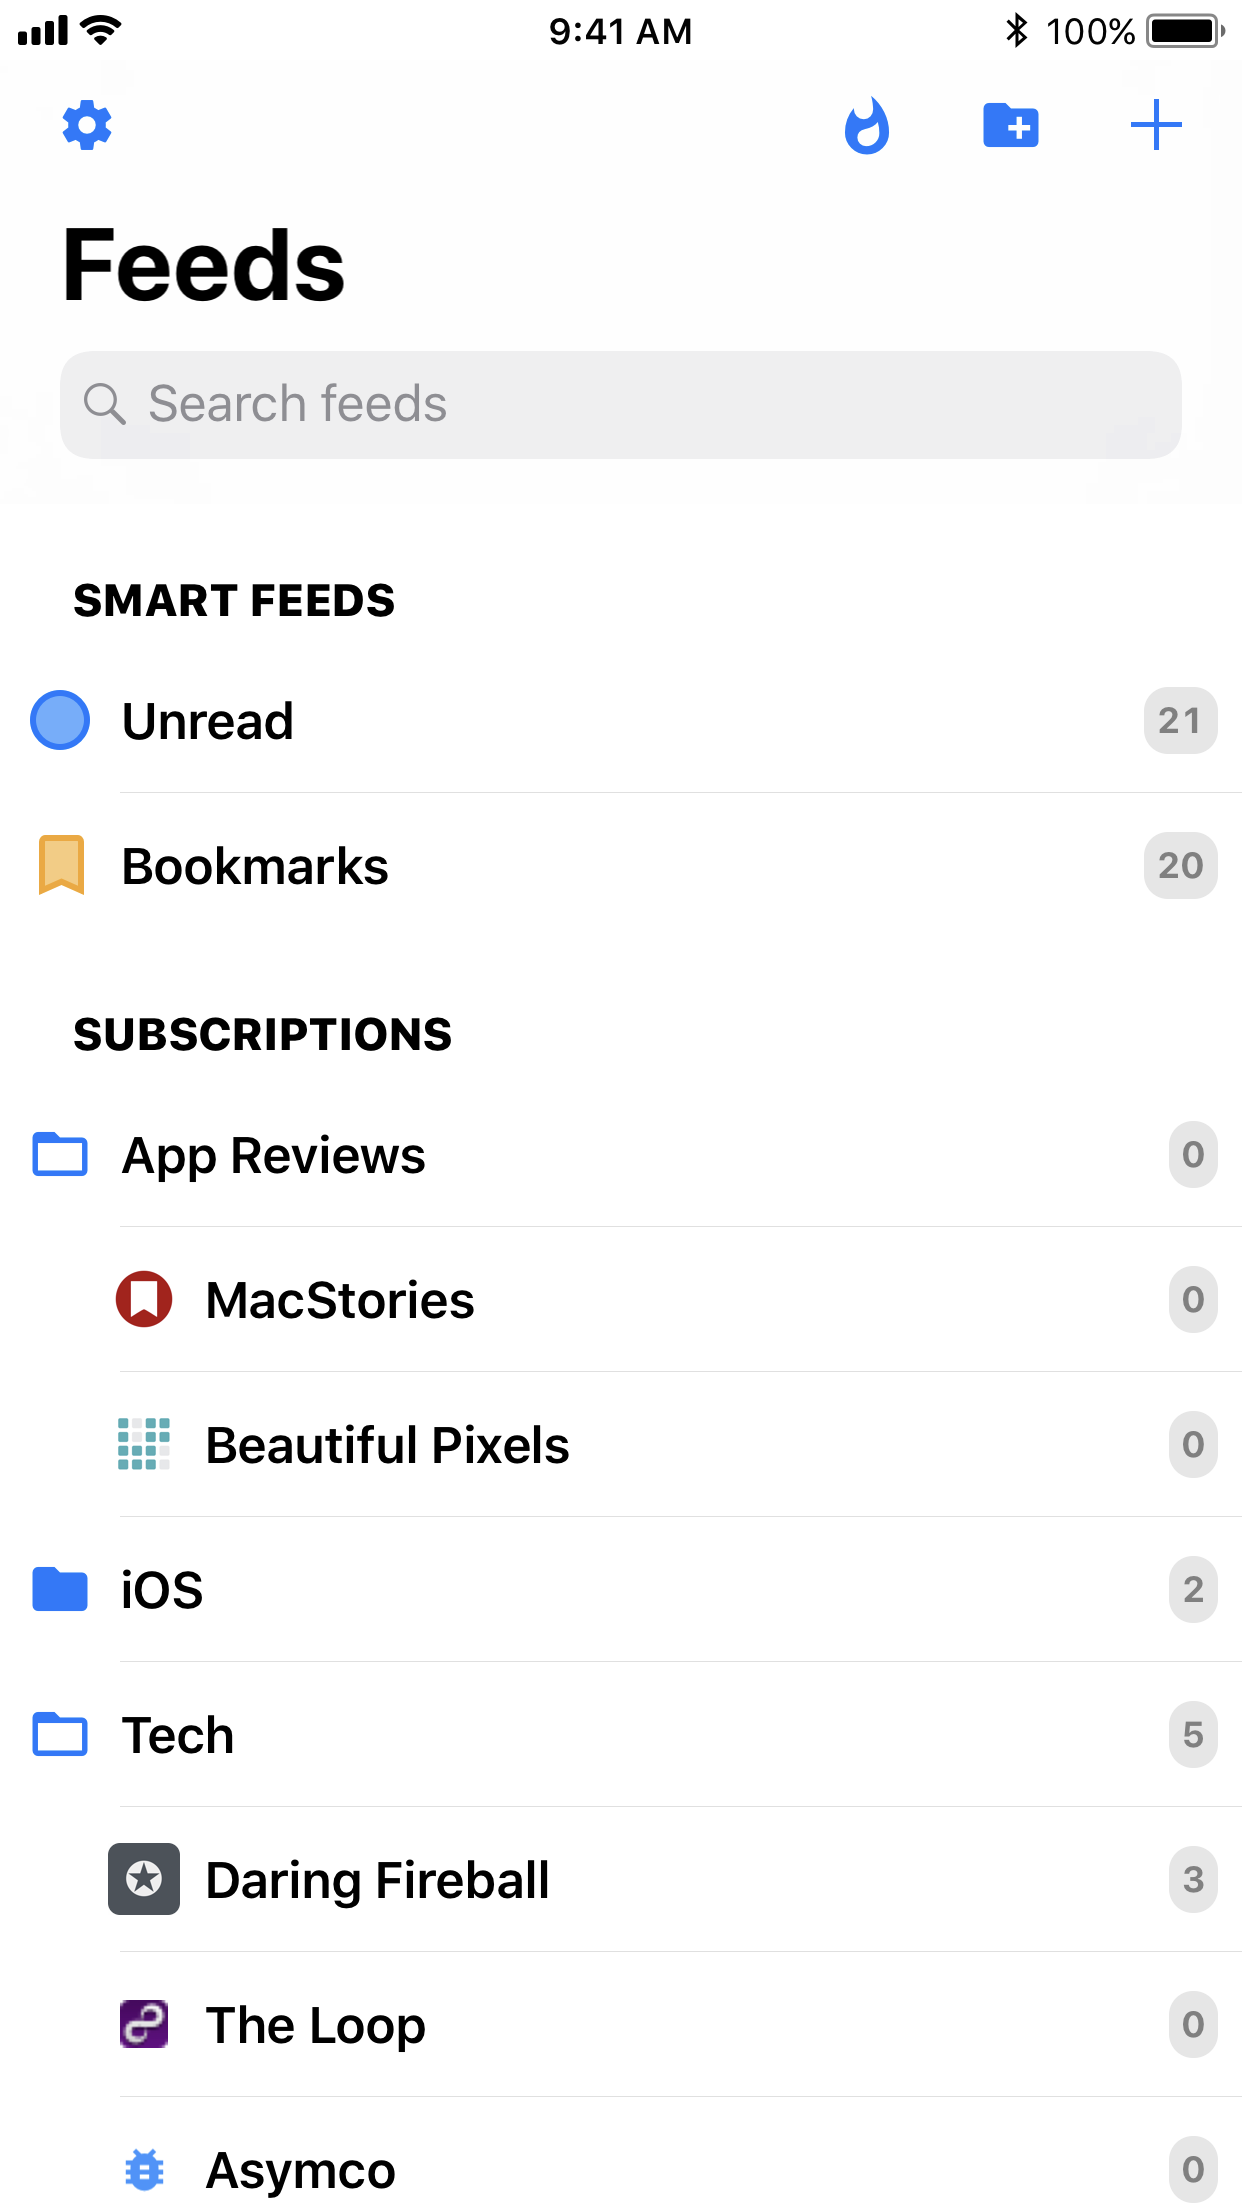 9:41 AM 100%
Feeds
Search feeds
SMART FEEDS
Unread 21
Bookmarks 20
SUBSCRIPTIONS
App Reviews 0
MacStories 0
Beautiful Pixels 0
iOS 2
Tech 5
Daring Fireball 3
The Loop 0
Asymco 0